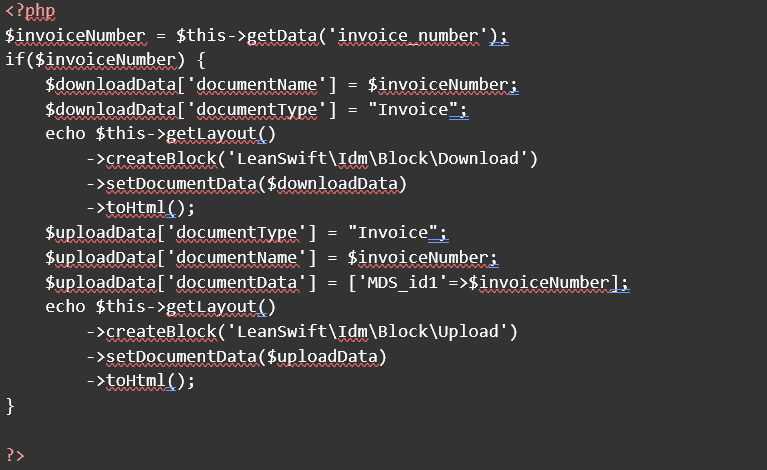 <?php
$invoiceNumber = $this->getData('invoice_number');
if($invoiceNumber) {
    $downloadData['documentName'] = $invoiceNumber;
    $downloadData['documentType'] = "Invoice";
    echo $this->getLayout()
        ->createBlock('LeanSwift\Idm\Block\Download')
        ->setDocumentData($downloadData)
        ->toHtml();
    $uploadData['documentType'] = "Invoice";
    $uploadData['documentName'] = $invoiceNumber;
    $uploadData['documentData'] = ['MDS_id1'=>$invoiceNumber];
    echo $this->getLayout()
        ->createBlock('LeanSwift\Idm\Block\Upload')
        ->setDocumentData($uploadData)
        ->toHtml();
}
?>